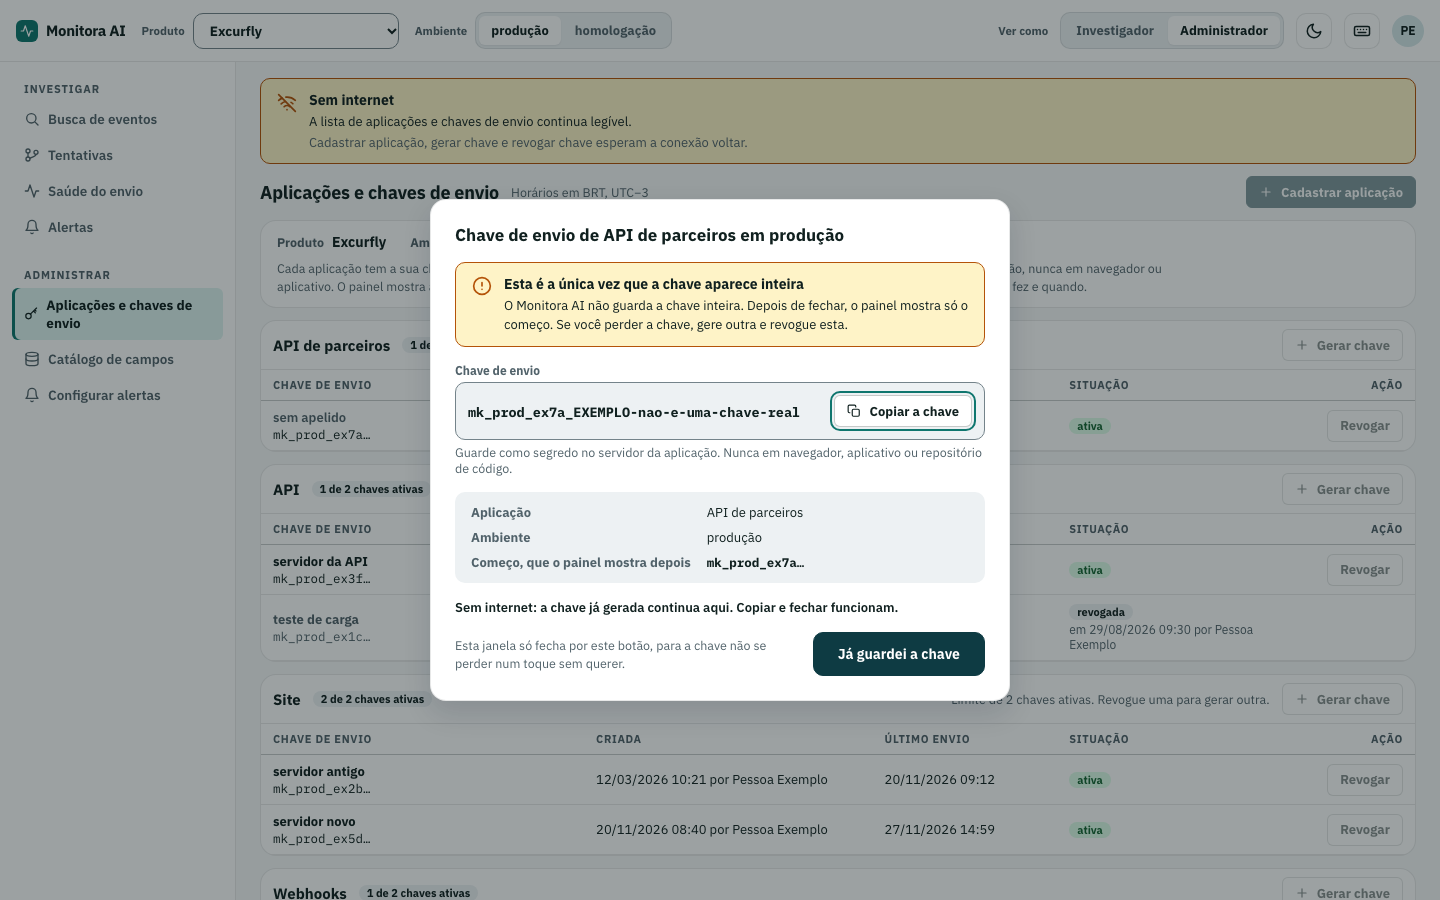 Monitora AI
Produto
Excurfly
Ambiente
produção
homologação
Ver como
Investigador
Administrador
PE
INVESTIGAR
Busca de eventos
Tentativas
Saúde do envio
Alertas
ADMINISTRAR
Aplicações e chaves de
envio
Catálogo de campos
Configurar alertas
Sem internet
A lista de aplicações e chaves de envio continua legível.
Cadastrar aplicação, gerar chave e revogar chave esperam a conexão voltar.
Aplicações e chaves de envio
Horários em BRT, UTC−3
Cadastrar aplicação
Produto Excurfly
Cada aplicação tem a sua
nunca em navegador ou
aplicativo. O painel mostra
fez e quando.
Chave de envio de API de parceiros em produção
Esta é a única vez que a chave aparece inteira
O Monitora AI não guarda a chave inteira. Depois de fechar, o painel mostra só o
começo. Se você perder a chave, gere outra e revogue esta.
Chave de envio
mk_prod_ex7a_EXEMPLO-nao-e-uma-chave-real
Copiar a chave
Guarde como segredo no servidor da aplicação. Nunca em navegador, aplicativo ou repositório
de código.
Aplicação API de parceiros
Ambiente produção
Começo, que o painel mostra depois mk_prod_ex7a…
Sem internet: a chave já gerada continua aqui. Copiar e fechar funcionam.
Esta janela só fecha por este botão, para a chave não se
perder num toque sem querer.
Já guardei a chave
API de parceiros
Gerar chave
CHAVE DE ENVIO
SITUAÇÃO
AÇÃO
sem apelido
mk_prod_ex7a…
ativa
Revogar
API
1 de 2 chaves ativas
Gerar chave
CHAVE DE ENVIO
SITUAÇÃO
AÇÃO
servidor da API
mk_prod_ex3f…
ativa
Revogar
teste de carga
mk_prod_ex1c…
revogada
em 29/08/2026 09:30 por Pessoa
Exemplo
Site
2 de 2 chaves ativas
Limite de 2 chaves ativas. Revogue uma para gerar outra.
Gerar chave
CHAVE DE ENVIO
CRIADA
ÚLTIMO ENVIO
SITUAÇÃO
AÇÃO
servidor antigo
mk_prod_ex2b…
12/03/2026 10:21 por Pessoa Exemplo
20/11/2026 09:12
ativa
Revogar
servidor novo
mk_prod_ex5d…
20/11/2026 08:40 por Pessoa Exemplo
27/11/2026 14:59
ativa
Revogar
Webhooks
1 de 2 chaves ativas
Gerar chave